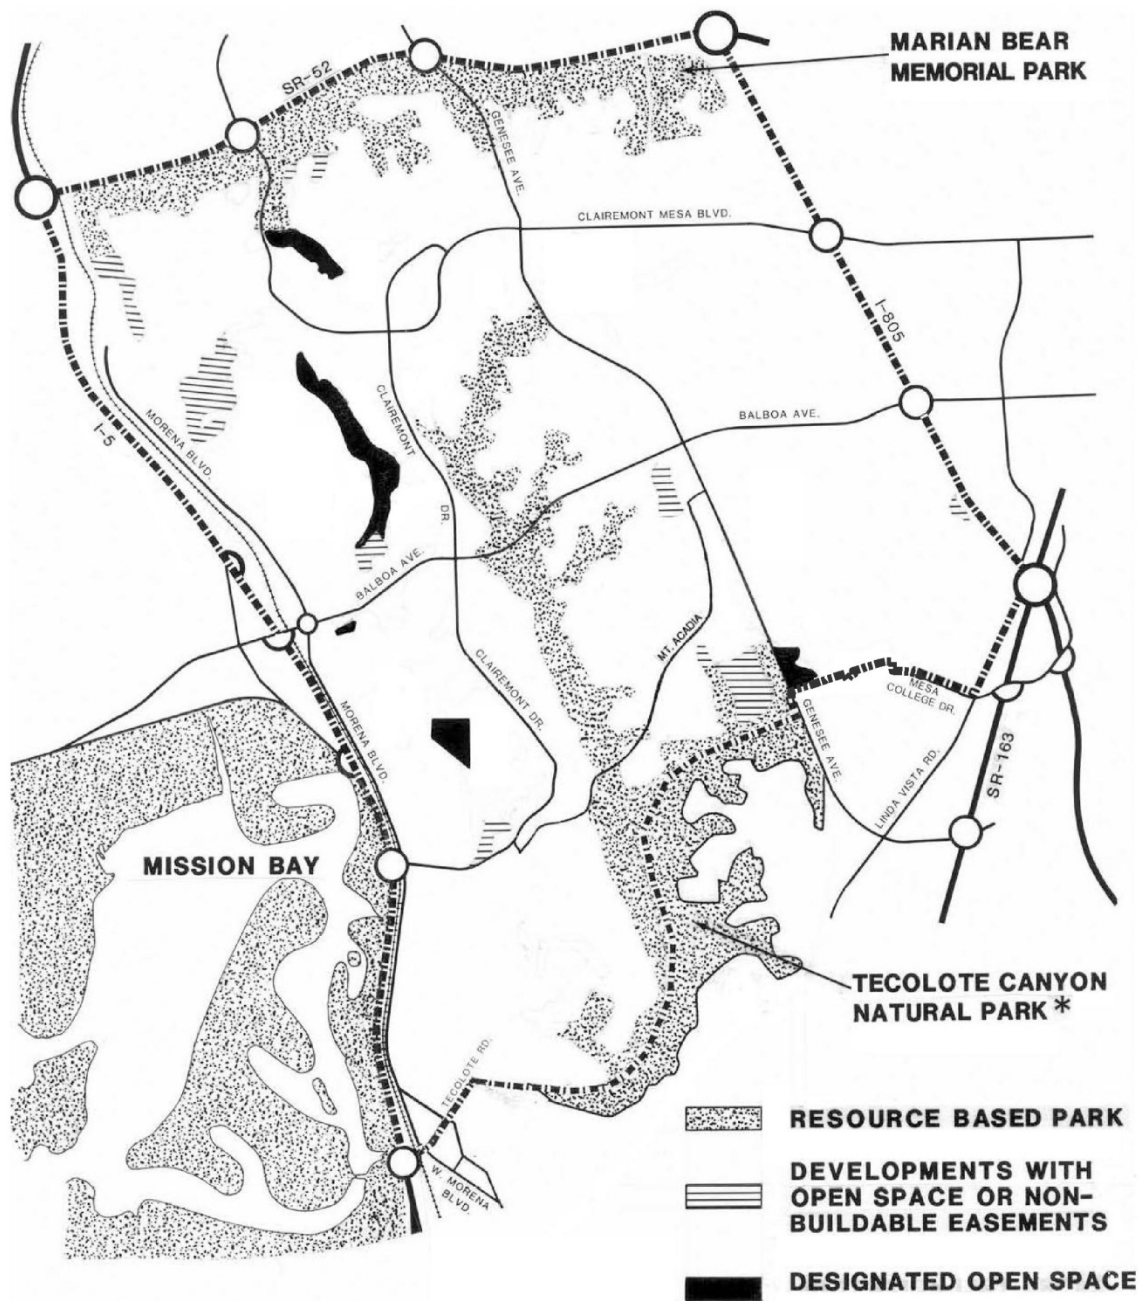 MARIAN BEAR
MEMORIAL PARK
SR-52
GENESEE AVE.
CLAIREMONT MESA BLVD.
I-805
CLAIREMONT
DR.
BALBOA AVE.
MORENA BLVD.
I-5
BALBOA AVE.
MT. ACADIA
CLAIREMONT DR.
MESA
COLLEGE DR.
GENESEE AVE.
MORENA BLVD.
LINDA VISTA RD.
SR-163
MISSION BAY
TECOLOTE CANYON
NATURAL PARK *
TECOLOTE RD.
W. MORENA
BLVD.
RESOURCE BASED PARK
DEVELOPMENTS WITH
OPEN SPACE OR NON-
BUILDABLE EASEMENTS
DESIGNATED OPEN SPACE